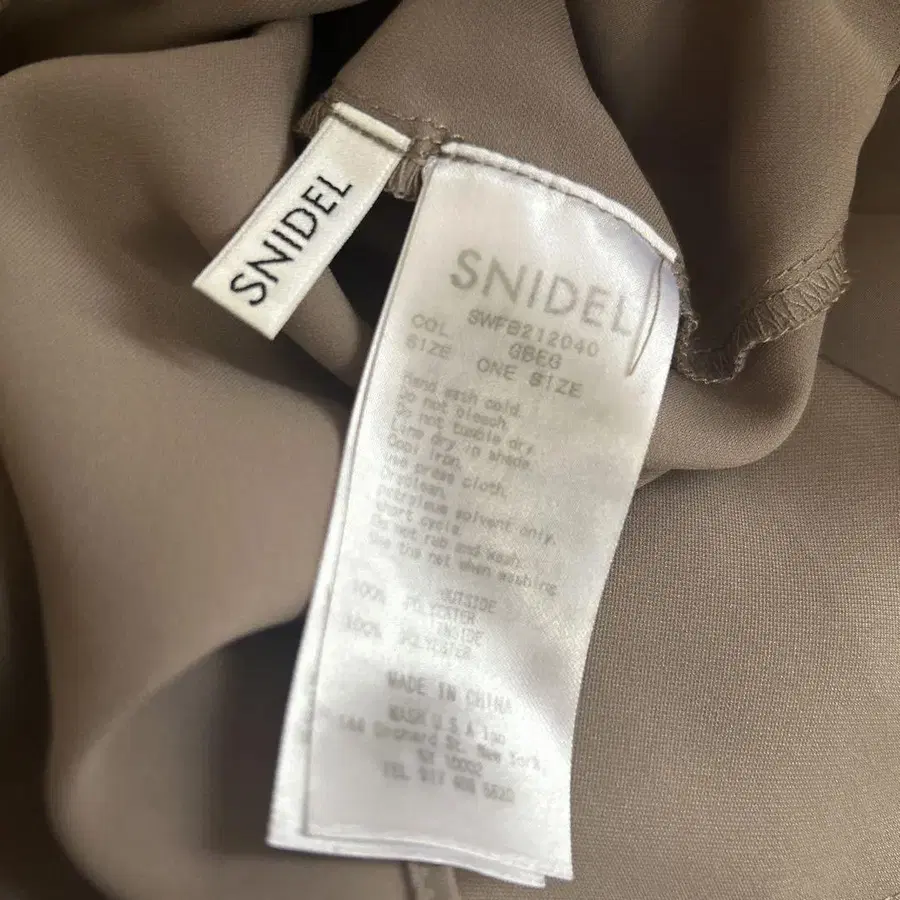 SNIDEL
SNIDEL
SWFB212040
COL GBEG
SIZE ONE SIZE
Hand wash cold.
Do not bleach.
Do not tumble dry.
Line dry in shade.
Cool iron.
use press cloth.
Dryclean.
petroleum solvent only.
short cycle.
Do not rub and wash.
Use the net when washing.
OUTSIDE
100% POLYESTER
INSIDE
100% POLYESTER
MADE IN CHINA
MASH U S A Inc
Orchard St. New York,
NY 10002
TEL